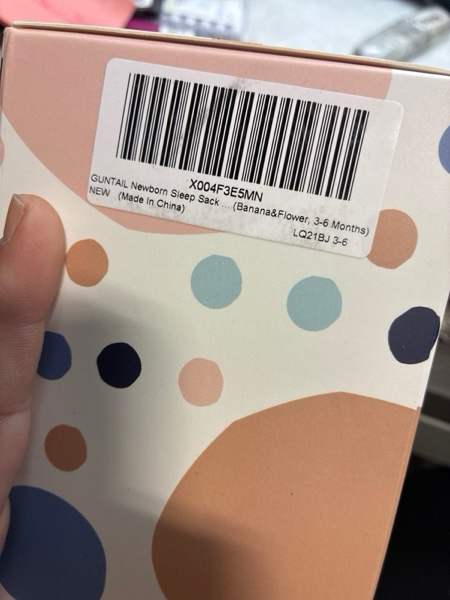 X004F3E5MN
GUNTAIL Newborn Sleep Sack ... (Banana&Flower, 3-6 Months)
NEW (Made In China)
LQ21BJ 3-6